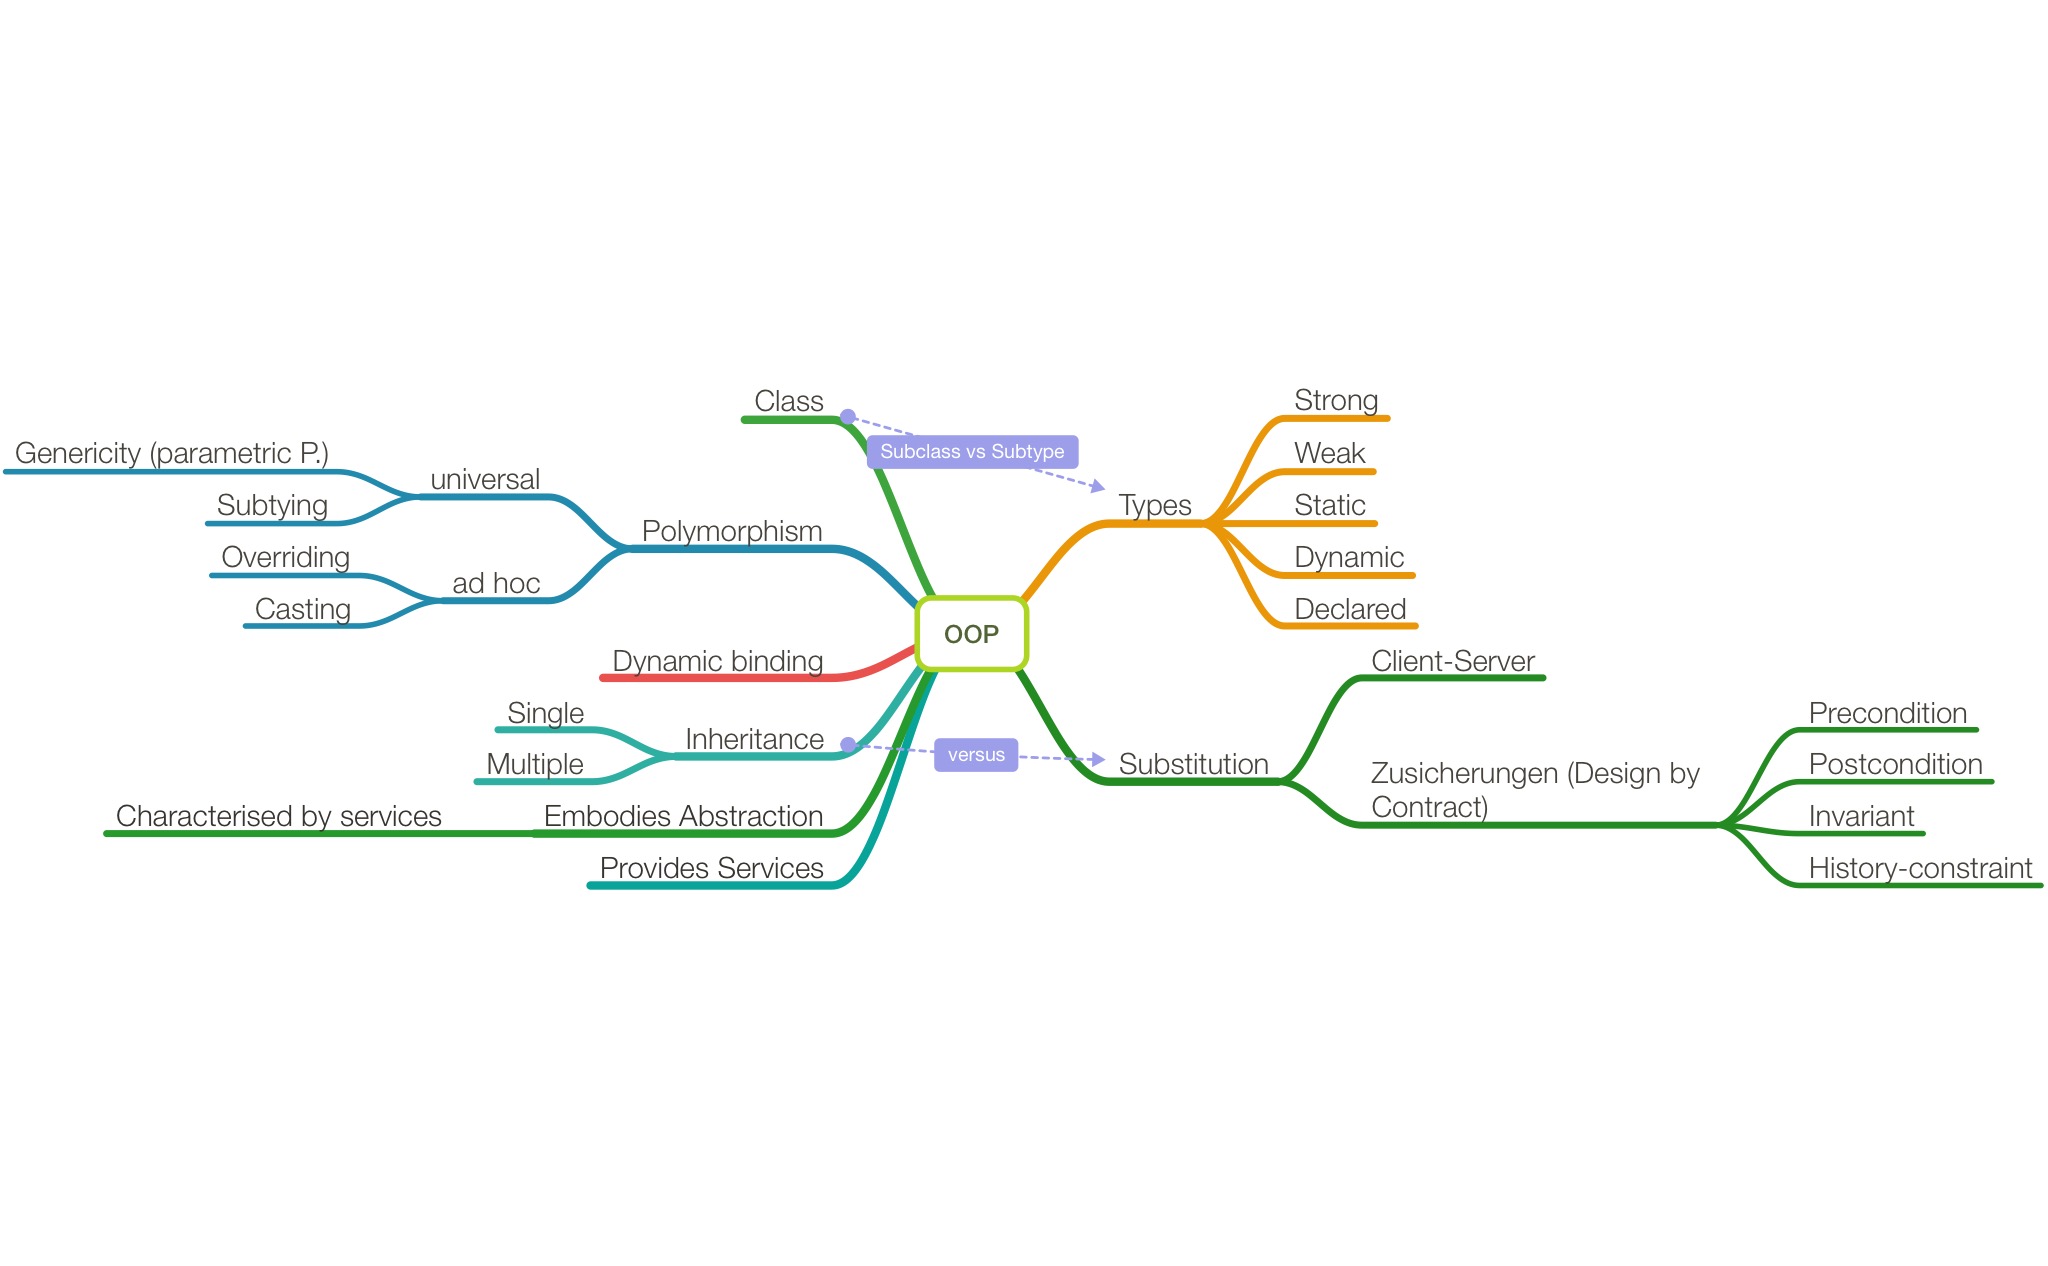 Class
Subclass vs Subtype
Genericity (parametric P.)
universal
Subtying
Polymorphism
Overriding
ad hoc
Casting
Dynamic binding
Single
Inheritance
Multiple
versus
Characterised by services
Embodies Abstraction
Provides Services
OOP
Types
Strong
Weak
Static
Dynamic
Declared
Substitution
Client-Server
Zusicherungen (Design by
Contract)
Precondition
Postcondition
Invariant
History-constraint